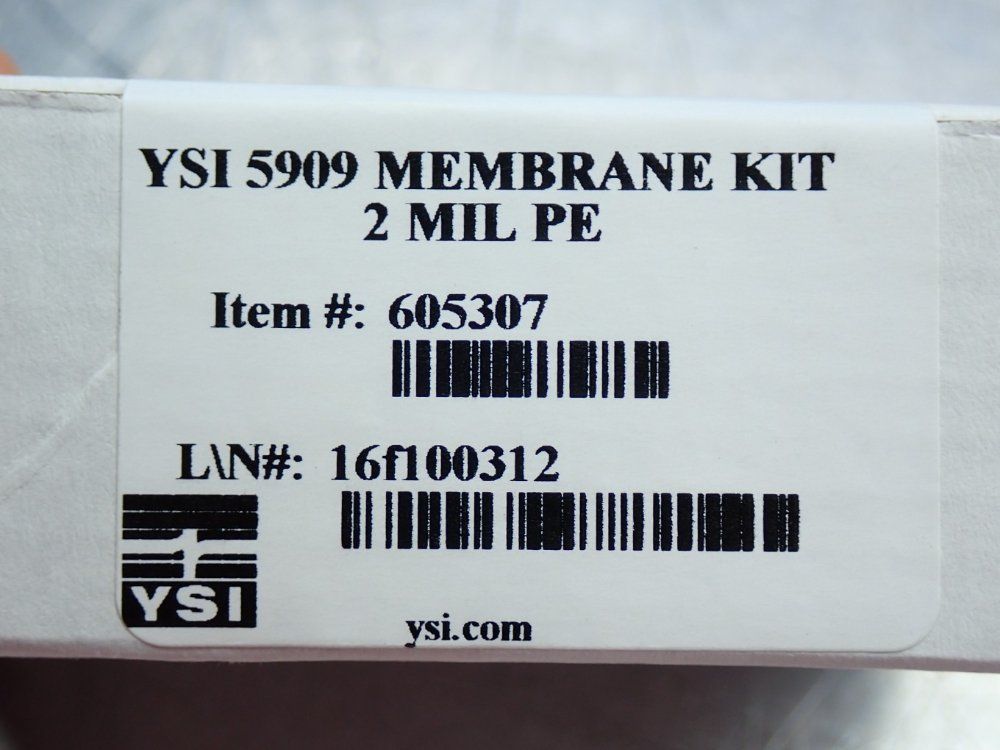 YSI 5909 MEMBRANE KIT
2 MIL PE
Item #: 605307
L\N#: 16f100312
YSI
ysi.com